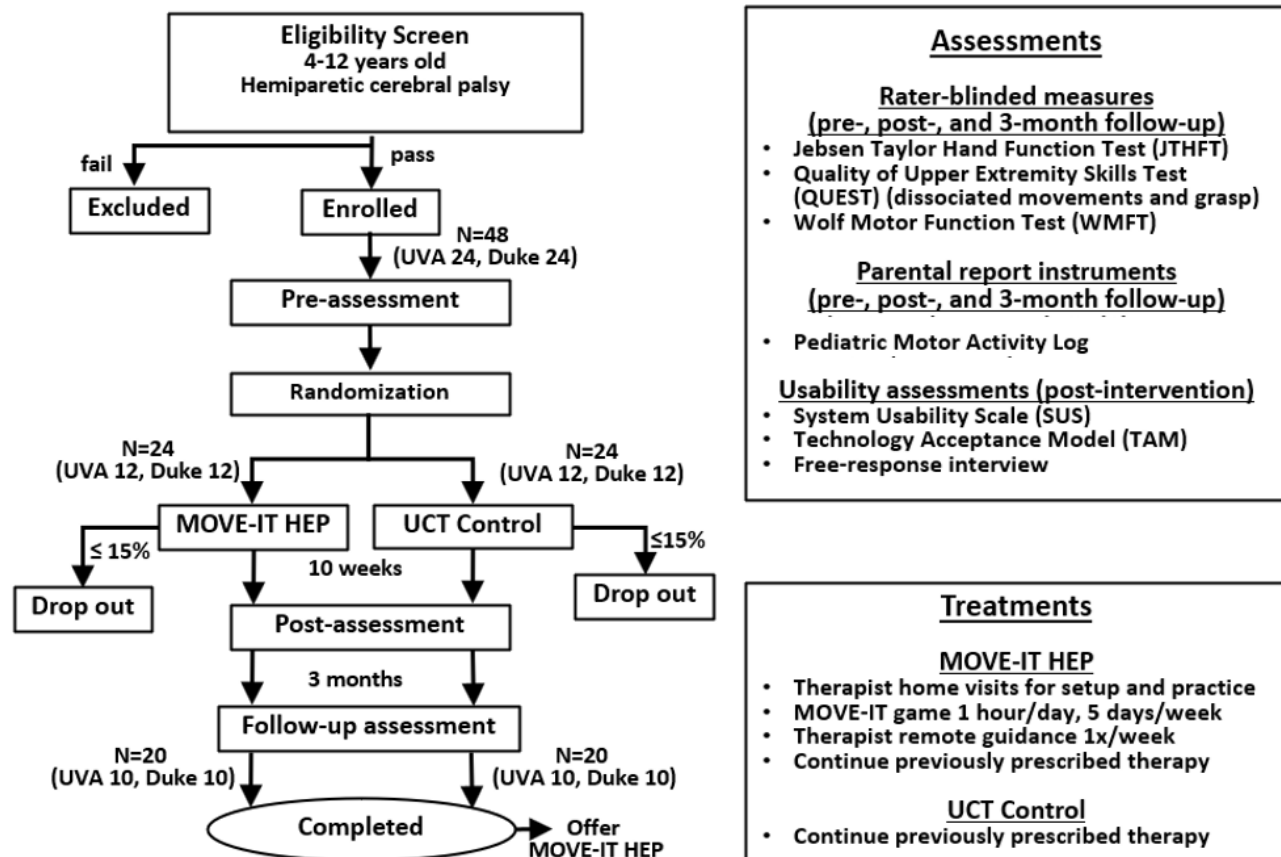 Eligibility Screen
4-12 years old
Hemiparetic cerebral palsy
fail
pass
Excluded
Enrolled
N=48
(UVA 24, Duke 24)
Pre-assessment
Randomization
N=24
(UVA 12, Duke 12)
N=24
(UVA 12, Duke 12)
MOVE-IT HEP
UCT Control
≤ 15%
≤15%
10 weeks
Drop out
Drop out
Post-assessment
3 months
Follow-up assessment
N=20
(UVA 10, Duke 10)
N=20
(UVA 10, Duke 10)
Completed
Offer
MOVE-IT HEP
Assessments
Rater-blinded measures
(pre-, post-, and 3-month follow-up)
• Jebsen Taylor Hand Function Test (JTHFT)
• Quality of Upper Extremity Skills Test
(QUEST) (dissociated movements and grasp)
• Wolf Motor Function Test (WMFT)
Parental report instruments
(pre-, post-, and 3-month follow-up)
• Pediatric Motor Activity Log
Usability assessments (post-intervention)
• System Usability Scale (SUS)
• Technology Acceptance Model (TAM)
• Free-response interview
Treatments
MOVE-IT HEP
• Therapist home visits for setup and practice
• MOVE-IT game 1 hour/day, 5 days/week
• Therapist remote guidance 1x/week
• Continue previously prescribed therapy
UCT Control
• Continue previously prescribed therapy